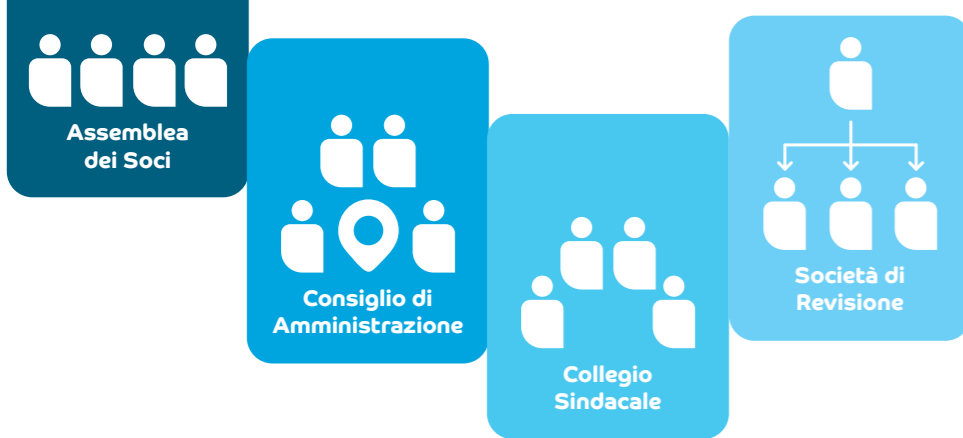 Assemblea
dei Soci
Consiglio di
Amministrazione
Collegio
Sindacale
Società di
Revisione